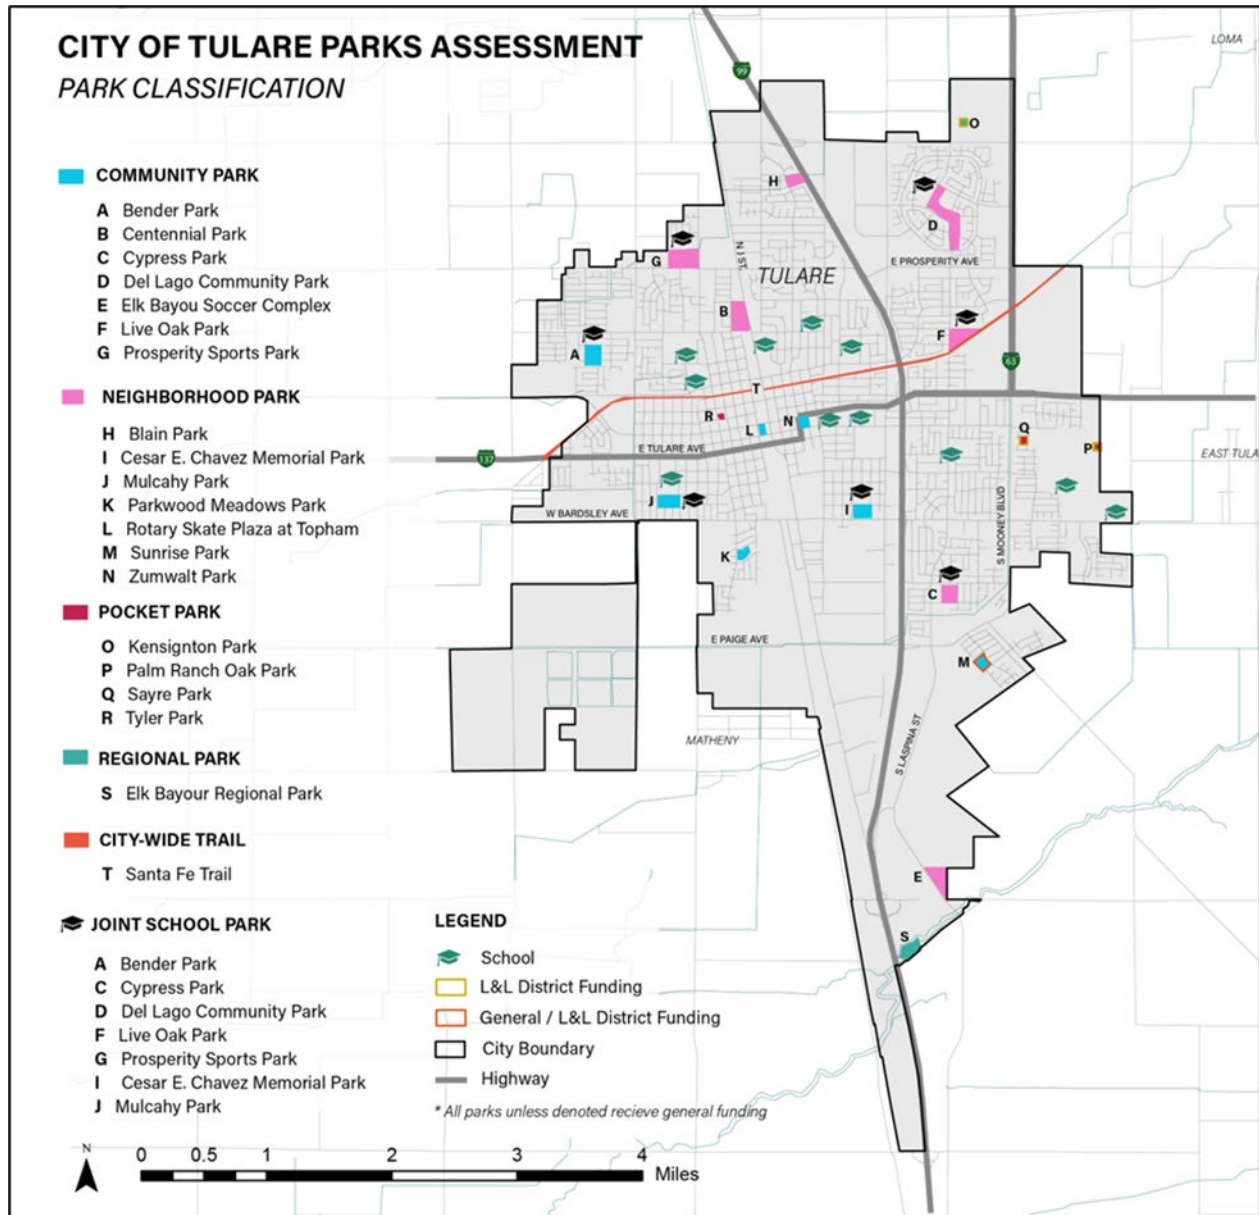 CITY OF TULARE PARKS ASSESSMENT
PARK CLASSIFICATION
COMMUNITY PARK
A Bender Park
B Centennial Park
C Cypress Park
D Del Lago Community Park
E Elk Bayou Soccer Complex
F Live Oak Park
G Prosperity Sports Park
NEIGHBORHOOD PARK
H Blain Park
I Cesar E. Chavez Memorial Park
J Mulcahy Park
K Parkwood Meadows Park
L Rotary Skate Plaza at Topham
M Sunrise Park
N Zumwalt Park
POCKET PARK
O Kensignton Park
P Palm Ranch Oak Park
Q Sayre Park
R Tyler Park
REGIONAL PARK
S Elk Bayour Regional Park
CITY-WIDE TRAIL
T Santa Fe Trail
JOINT SCHOOL PARK
A Bender Park
C Cypress Park
D Del Lago Community Park
F Live Oak Park
G Prosperity Sports Park
I Cesar E. Chavez Memorial Park
J Mulcahy Park
LEGEND
School
L&L District Funding
General / L&L District Funding
City Boundary
Highway
* All parks unless denoted recieve general funding
N
0 0.5 1 2 3 4
Miles
LOMA
99
O
H
D
N J ST.
G
E PROSPERITY AVE
TULARE
B
F
A
63
T
R
L
N
Q
P
E TULARE AVE
137
EAST TULA
J
I
W BARDSLEY AVE
S MOONEY BLVD
K
C
E PAIGE AVE
M
MATHENY
S LASPINA ST
E
S